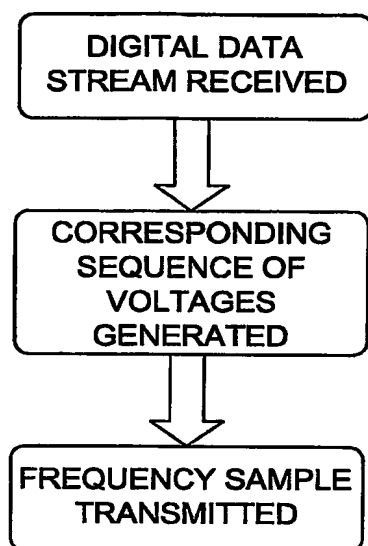 DIGITAL DATA
STREAM RECEIVED
CORRESPONDING
SEQUENCE OF
VOLTAGES
GENERATED
FREQUENCY SAMPLE
TRANSMITTED